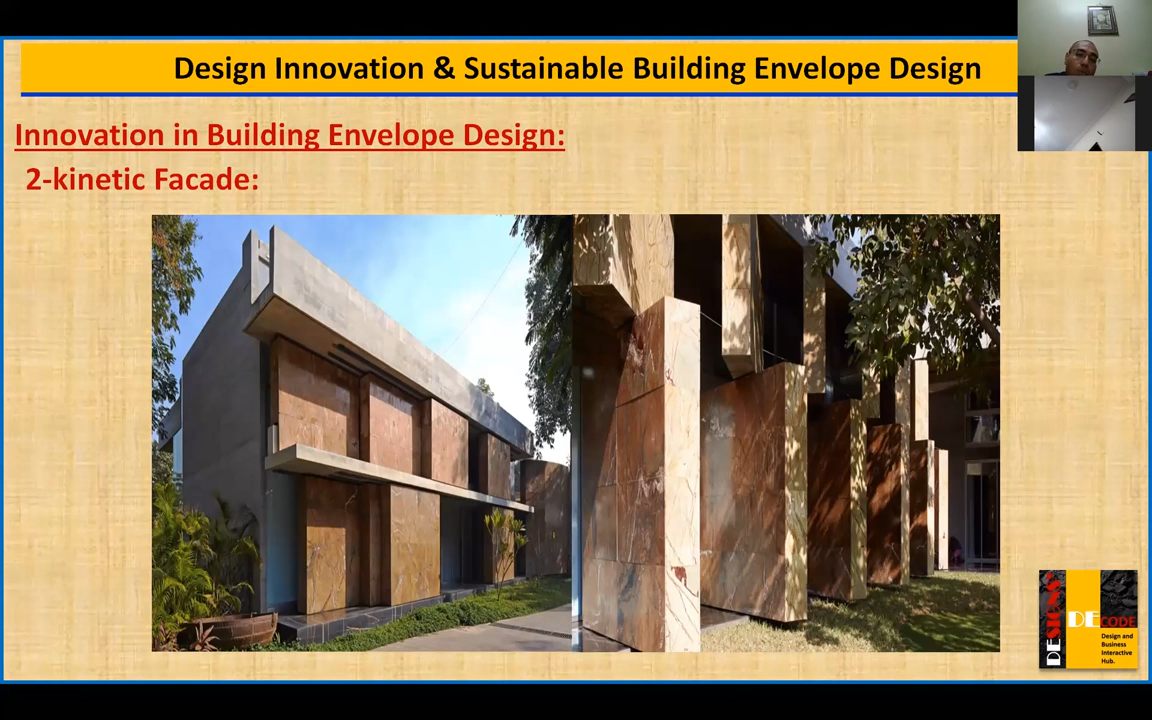 Design Innovation & Sustainable Building Envelope Design
Innovation in Building Envelope Design:
2-kinetic Facade:
DESIGNS
DECODE
Design and
Business
Interactive
Hub.